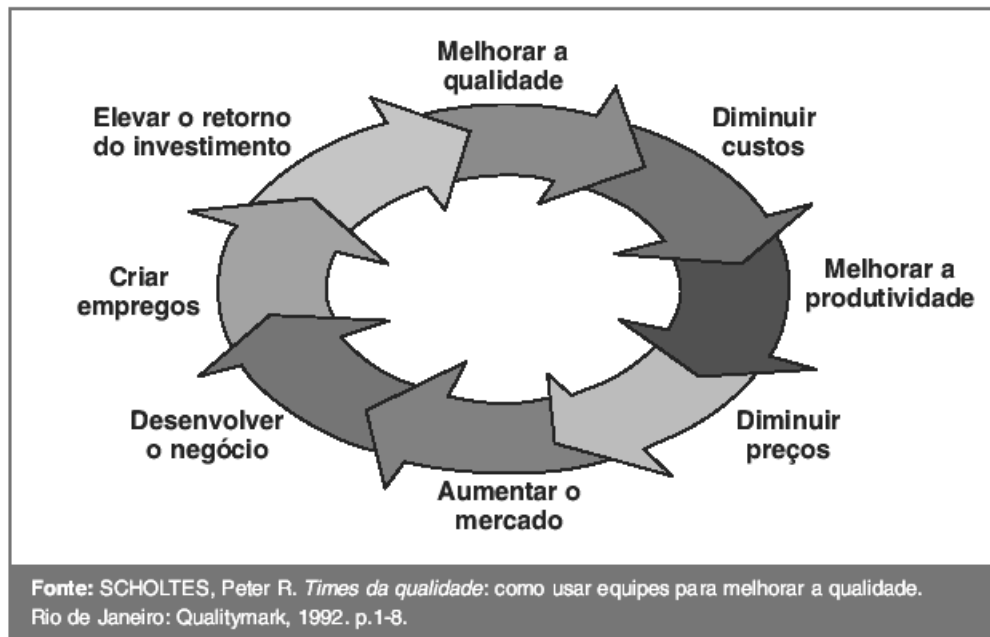 Melhorar a
qualidade
Diminuir
custos
Melhorar a
produtividade
Diminuir
preços
Aumentar o
mercado
Desenvolver
o negócio
Criar
empregos
Elevar o retorno
do investimento
Fonte: SCHOLTES, Peter R. Times da qualidade: como usar equipes para melhorar a qualidade.
Rio de Janeiro: Qualitymark, 1992. p.1-8.